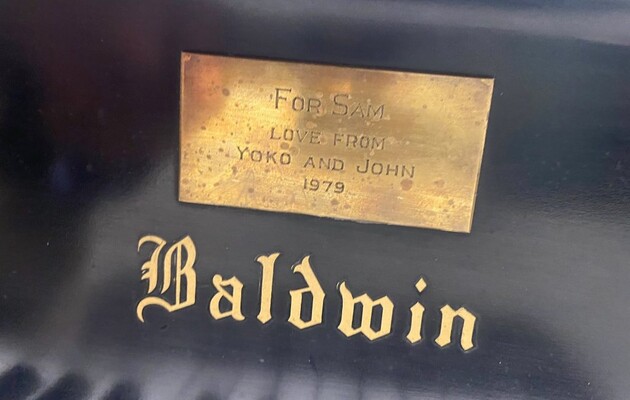 FOR SAM
LOVE FROM
YOKO AND JOHN
1979
Baldwin